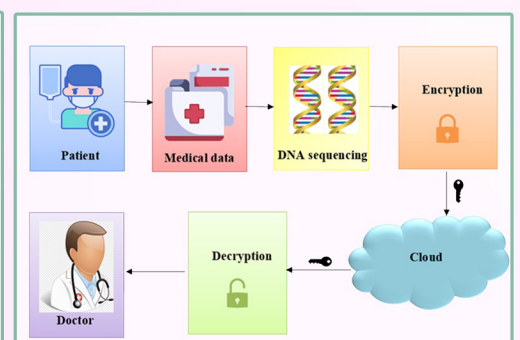 Patient
Medical data
DNA sequencing
Encryption
Cloud
Decryption
Doctor